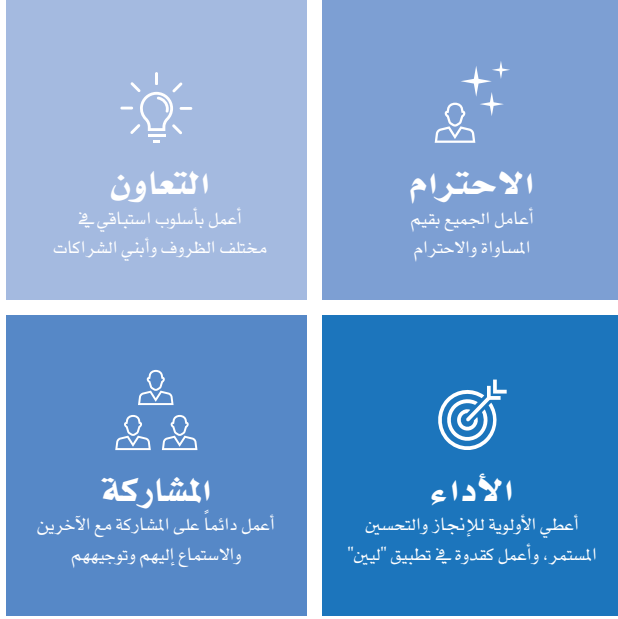 الاحترام
أعامل الجميع بقيم
المساواة والاحترام
التعاون
أعمل بأسلوب استباقي في
مختلف الظروف وأبني الشراكات
الأداء
أعطي الأولوية للإنجاز والتحسين
المستمر، وأعمل كقدوة في تطبيق "ليين"
المشاركة
أعمل دائماً على المشاركة مع الآخرين
والاستماع إليهم وتوجيههم